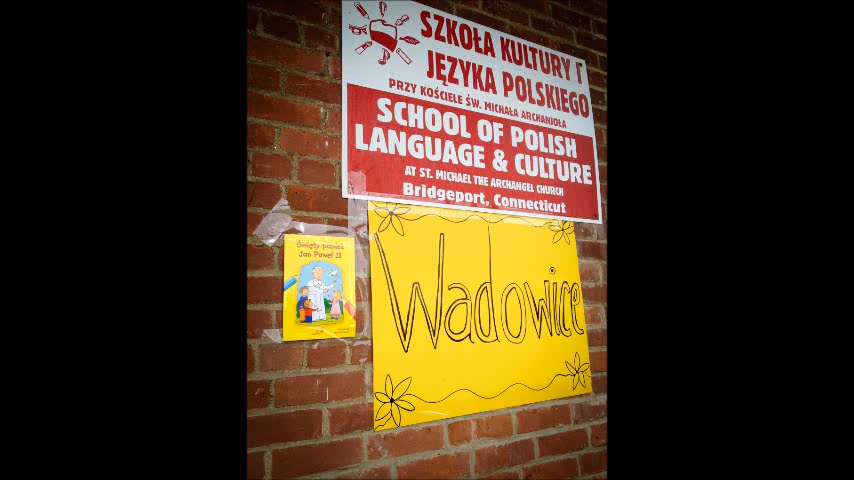 SZKOŁA KULTURY I
JĘZYKA POLSKIEGO
PRZY KOŚCIELE ŚW. MICHAŁA ARCHANIOŁA
SCHOOL OF POLISH
LANGUAGE & CULTURE
AT ST. MICHAEL THE ARCHANGEL CHURCH
Bridgeport, Connecticut
Święty papież
Jan Paweł II
Wadowice